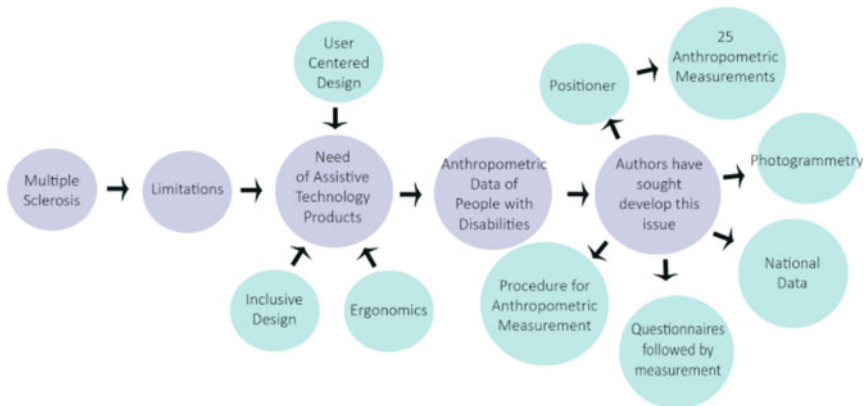 Multiple
Sclerosis
Limitations
User
Centered
Design
Need
of Assistive
Technology
Products
Inclusive
Design
Ergonomics
Anthropometric
Data of
People with
Disabilities
Authors have
sought
develop this
issue
Positioner
25
Anthropometric
Measurements
Photogrammetry
National
Data
Questionnaires
followed by
measurement
Procedure for
Anthropometric
Measurement